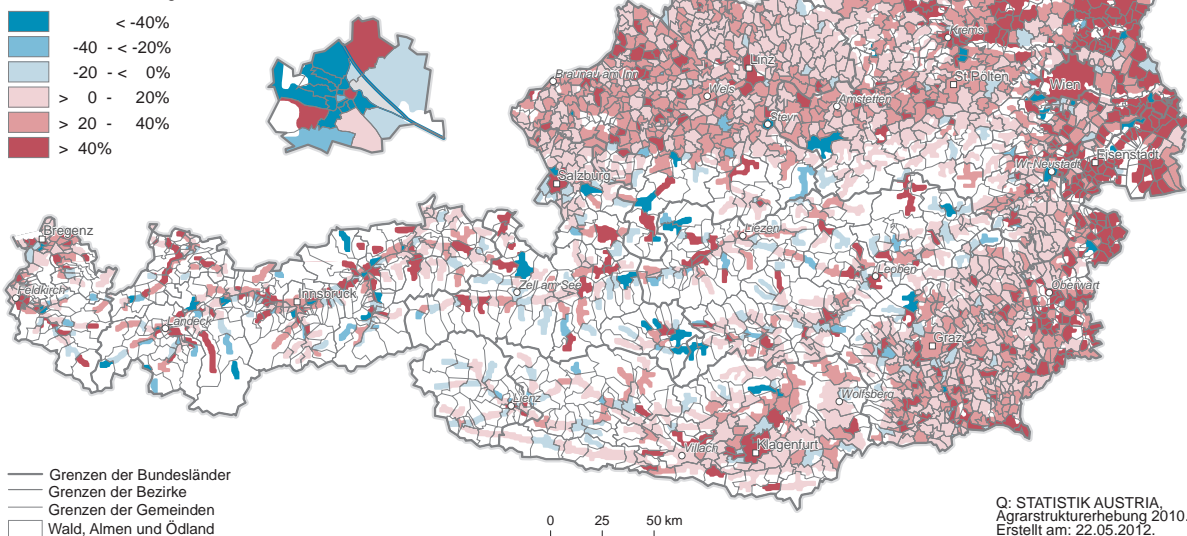 < -40%
-40 - < -20%
-20 - < 0%
> 0 - 20%
> 20 - 40%
> 40%
Krems
Linz
Braunau am Inn
St. Pölten
Wien
Wels
Amstetten
Steyr
W. Neustadt
Eisenstadt
Salzburg
Bregenz
Liezen
Leoben
Feldkirch
Innsbruck
Zell am See
Oberwart
Landeck
Graz
Lienz
Wolfsberg
Villach
Klagenfurt
Grenzen der Bundesländer
Grenzen der Bezirke
Grenzen der Gemeinden
Wald, Almen und Ödland
0 25 50 km
Q: STATISTIK AUSTRIA,
Agrarstrukturerhebung 2010.
Erstellt am: 22.05.2012.